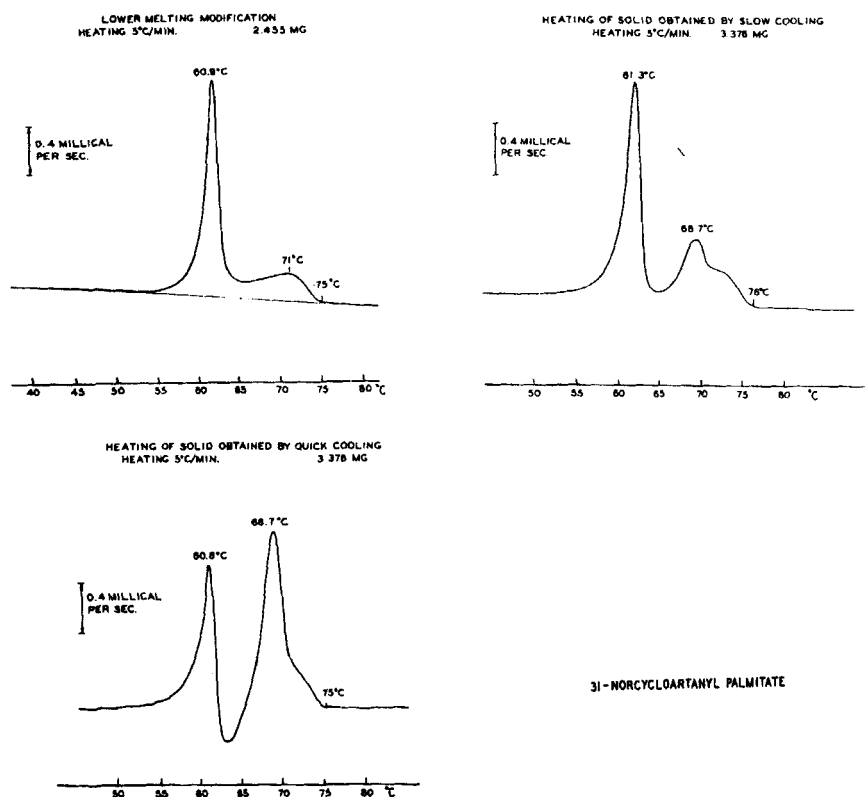 LOWER MELTING MODIFICATION
HEATING 5°C/MIN. 2.455 MG
60.9°C
0.4 MILLICAL
PER SEC.
71°C
75°C
40 45 50 55 60 65 70 75 80 °C
HEATING OF SOLID OBTAINED BY SLOW COOLING
HEATING 5°C/MIN. 3.378 MG
61.3°C
0.4 MILLICAL
PER SEC.
68.7°C
76°C
50 55 60 65 70 75 80 °C
HEATING OF SOLID OBTAINED BY QUICK COOLING
HEATING 5°C/MIN. 3 378 MG
60.8°C
68.7°C
0.4 MILLICAL
PER SEC.
75°C
50 55 60 65 70 75 80 °C
31-NORCYCLOARTANYL PALMITATE